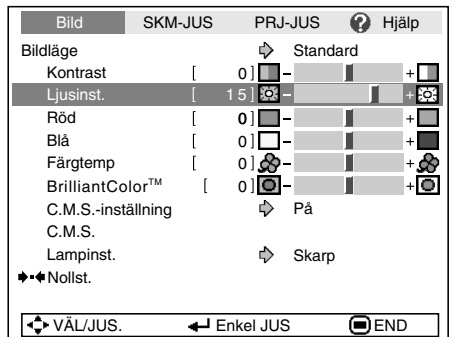 Bild SKM-JUS PRJ-JUS ? Hjälp
Bildläge Standard
Kontrast [ 0] - +
Ljusinst. [ 15] - +
Röd [ 0] - +
Blå [ 0] - +
Färgtemp [ 0] - +
BrilliantColor™ [ 0] - +
C.M.S.-inställning På
C.M.S.
Lampinst. Skarp
Nollst.
VÄL/JUS. Enkel JUS END